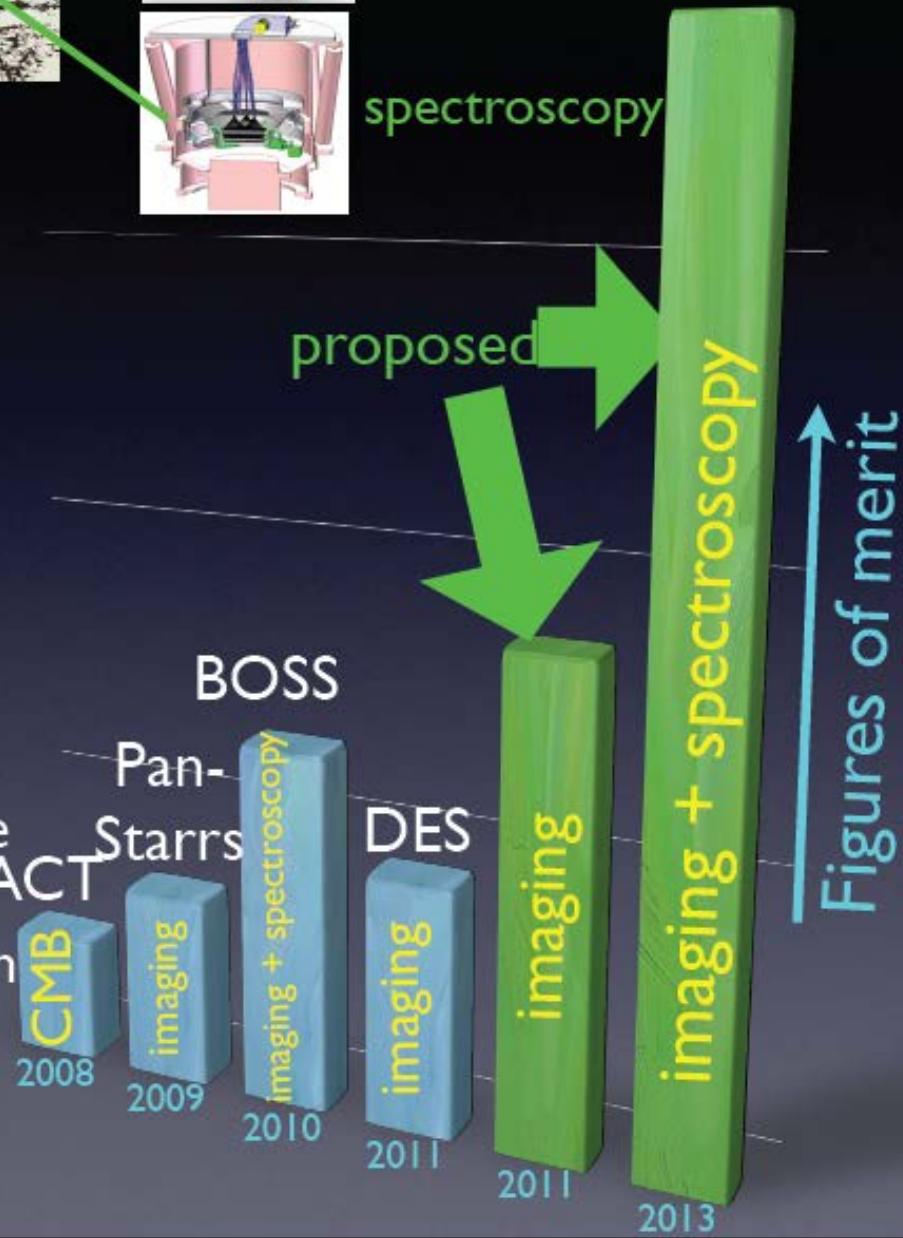 spectroscopy
proposed
BOSS
Pan-
Starrs
DES
ACT
CMB
imaging
imaging + spectroscopy
imaging
imaging
imaging + spectroscopy
Figures of merit
2008
2009
2010
2011
2011
2013